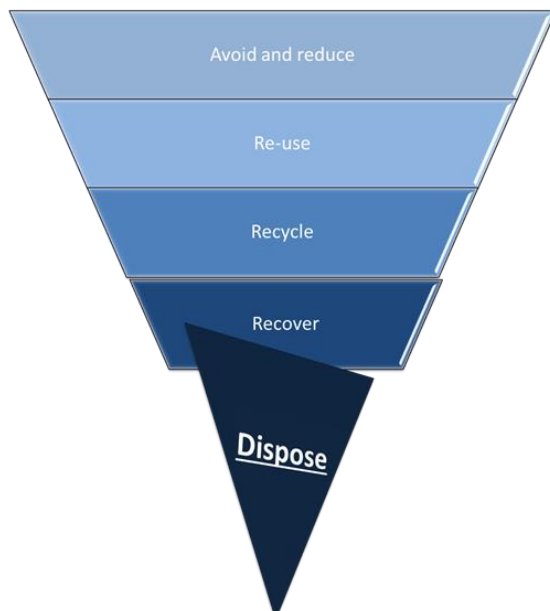 Avoid and reduce
Re-use
Recycle
Recover
Dispose